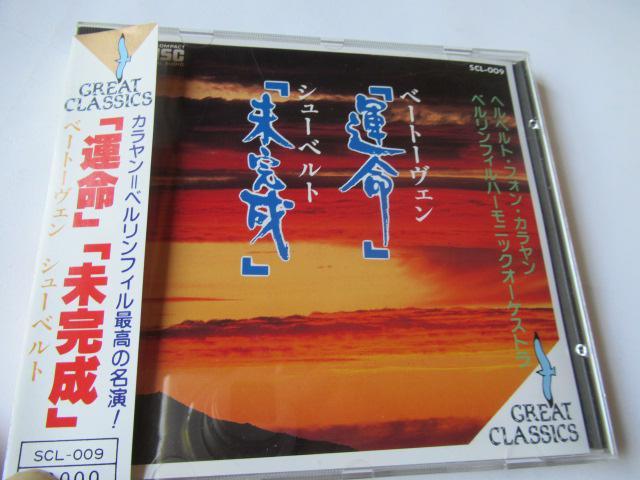 GREAT
CLASSICS
カラヤン=ベルリンフィル最高の名演!
「運命」「未完成」
ベートーヴェン シューベルト
SCL-009
COMPACT
SCL-009
ヘルベルト・フォン・カラヤン
ベルリンフィルハーモニックオーケストラ
ベートーヴェン
「運命」
シューベルト
「未完成」
GREAT
CLASSICS